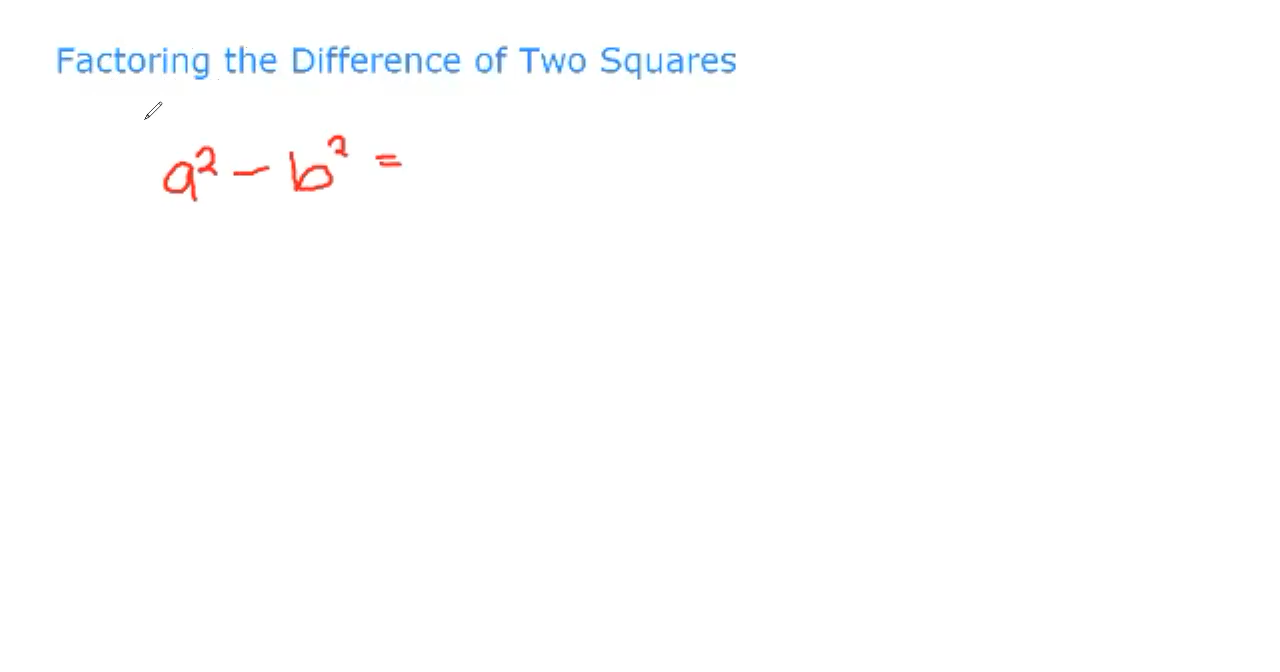 Factoring the Difference of Two Squares
a² - b² =